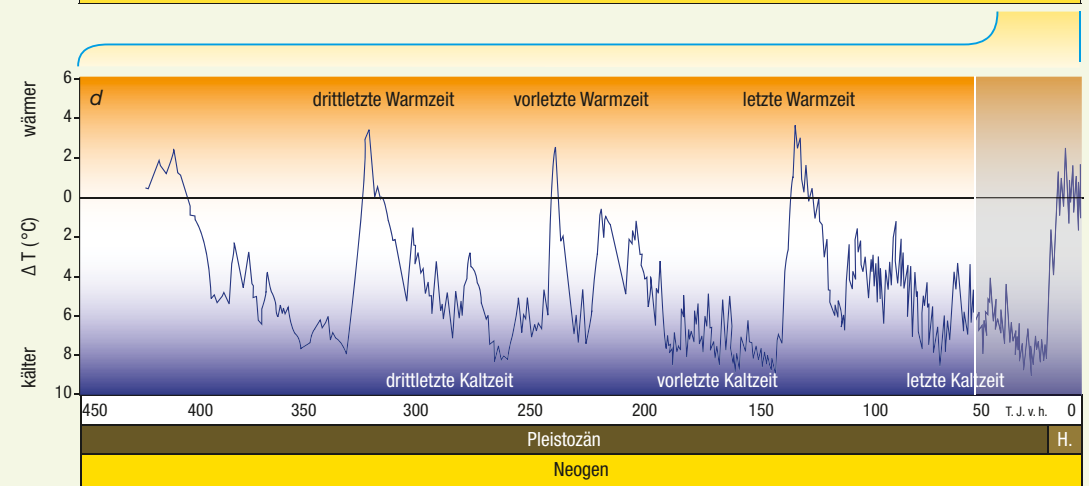 wärmer
kälter
Δ T (°C)
6
4
2
0
2
4
6
8
10
d
drittletzte Warmzeit
vorletzte Warmzeit
letzte Warmzeit
drittletzte Kaltzeit
vorletzte Kaltzeit
letzte Kaltzeit
450 400 350 300 250 200 150 100 50 T. J. v. h. 0
Pleistozän H.
Neogen